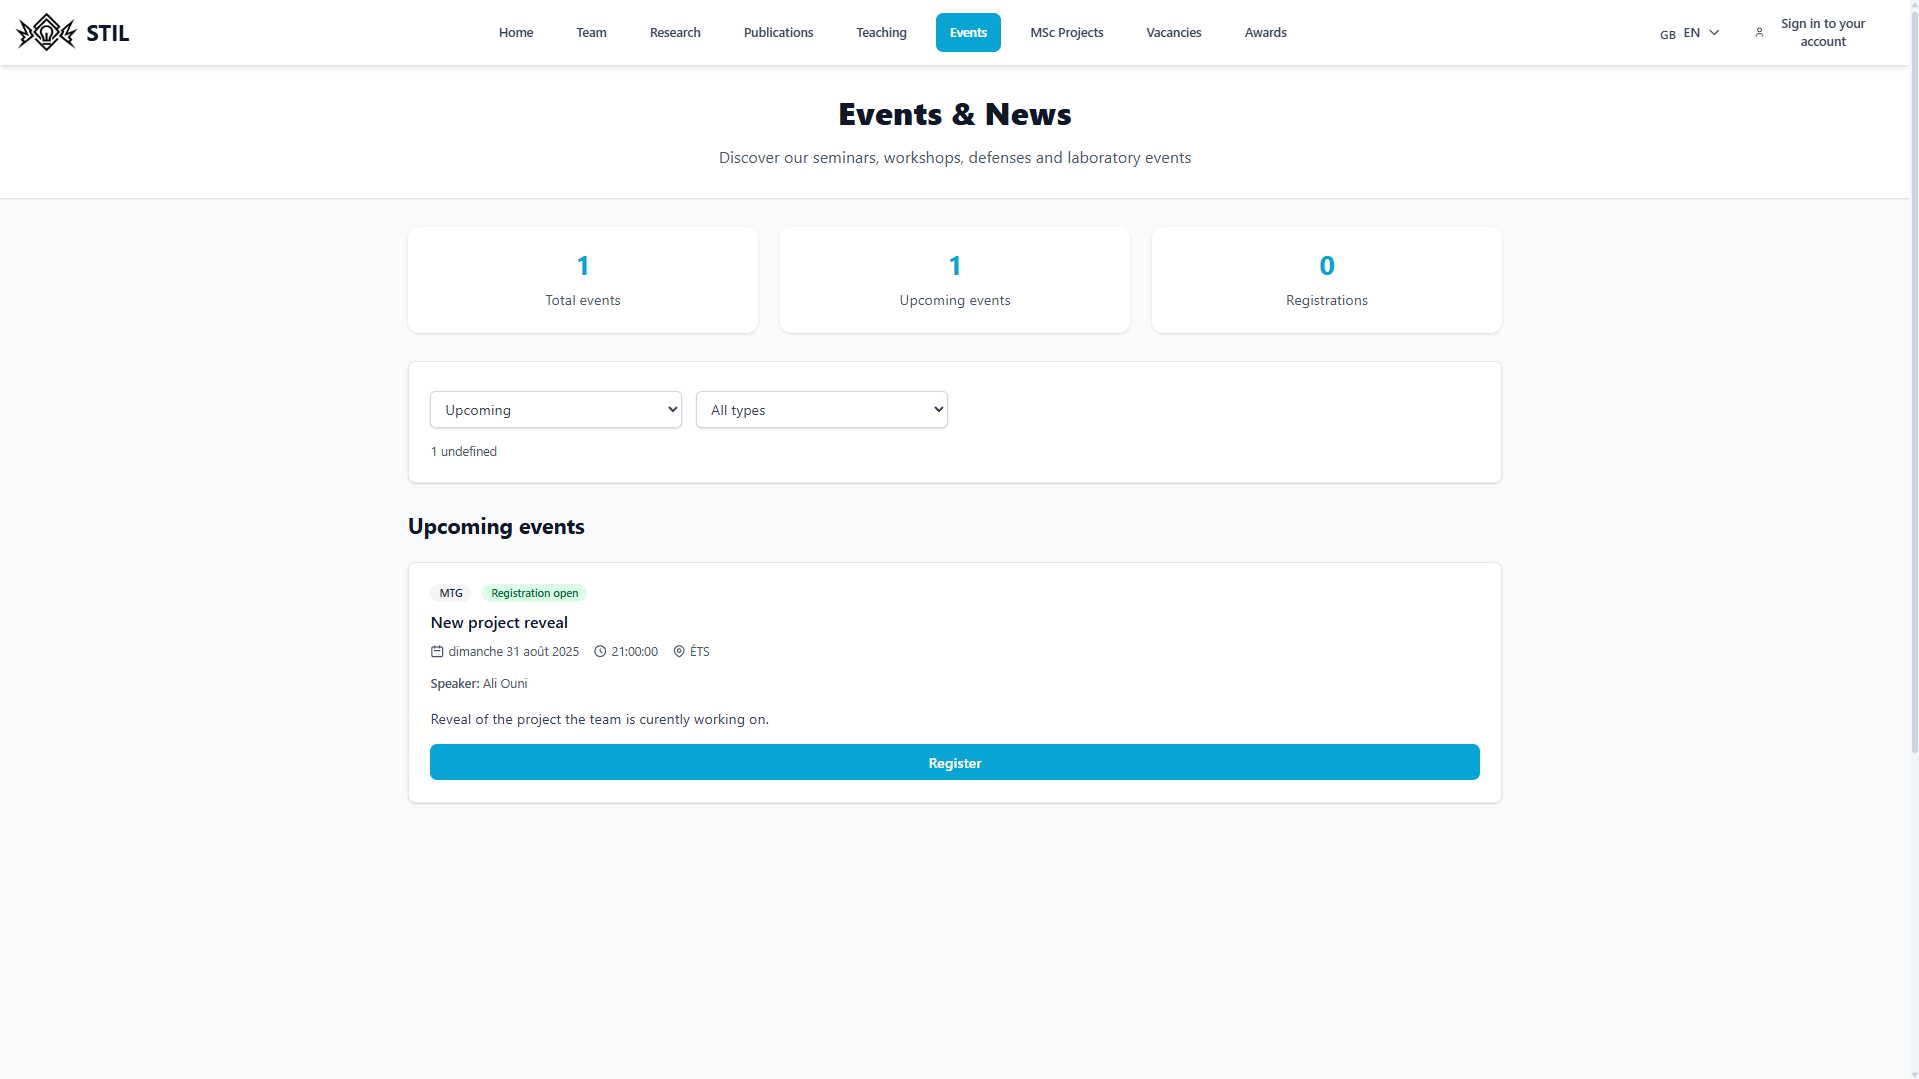 STIL
Home Team Research Publications Teaching Events MSc Projects Vacancies Awards
GB EN
Sign in to your
account
Events & News
Discover our seminars, workshops, defenses and laboratory events
1
Total events
1
Upcoming events
0
Registrations
Upcoming
All types
1 undefined
Upcoming events
MTG Registration open
New project reveal
dimanche 31 août 2025 21:00:00 ÉTS
Speaker: Ali Ouni
Reveal of the project the team is curently working on.
Register